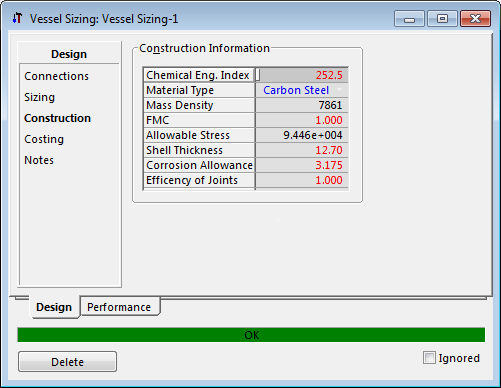 Vessel Sizing: Vessel Sizing-1
Design
Connections
Sizing
Construction
Costing
Notes
Construction Information
Chemical Eng. Index 252.5
Material Type Carbon Steel
Mass Density 7861
FMC 1.000
Allowable Stress 9.446e+004
Shell Thickness 12.70
Corrosion Allowance 3.175
Efficency of Joints 1.000
Design Performance
OK
Delete Ignored